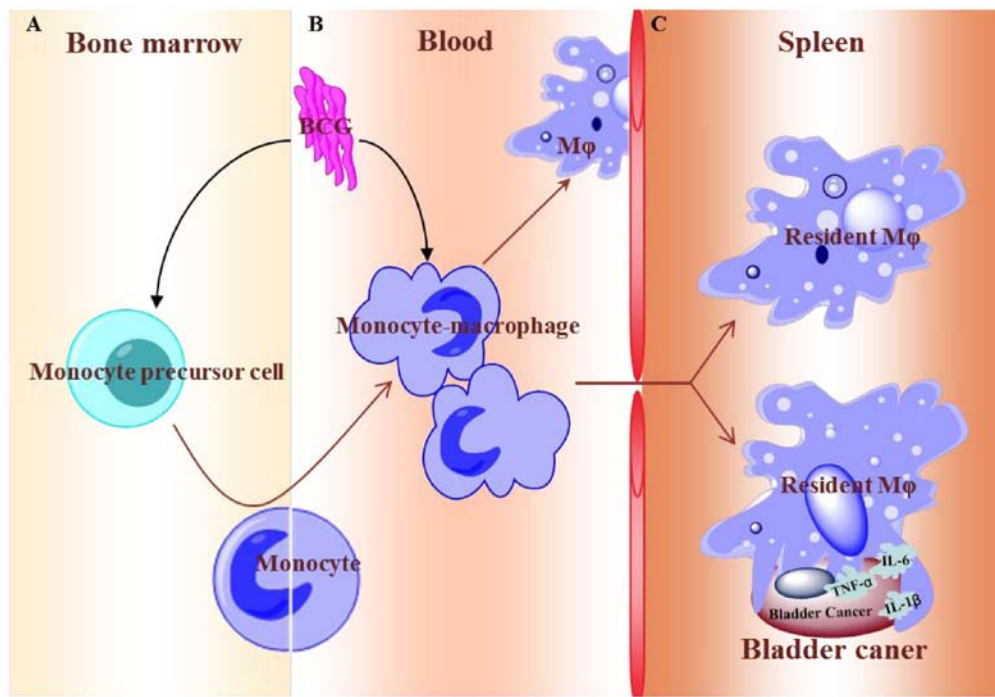 A
Bone marrow
B
Blood
C
Spleen
BCG
Mφ
Resident Mφ
Monocyte-macrophage
Monocyte precursor cell
Resident Mφ
Monocyte
IL-6
TNF-α
Bladder Cancer
IL-1β
Bladder caner